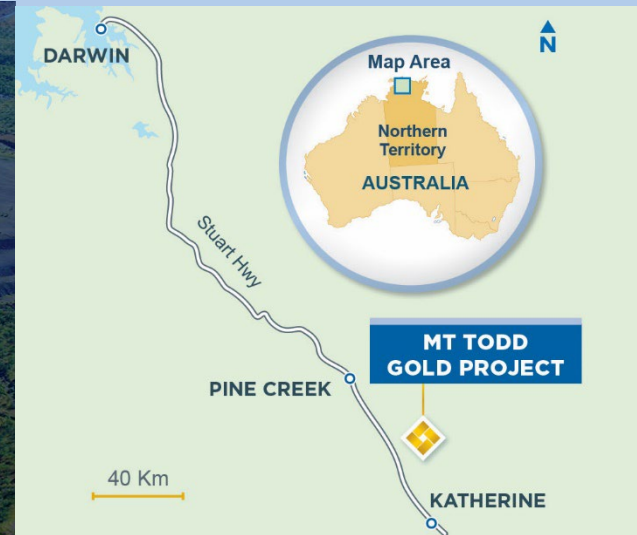 DARWIN
N
Map Area
Northern
Territory
AUSTRALIA
Stuart Hwy
MT TODD
GOLD PROJECT
PINE CREEK
40 Km
KATHERINE